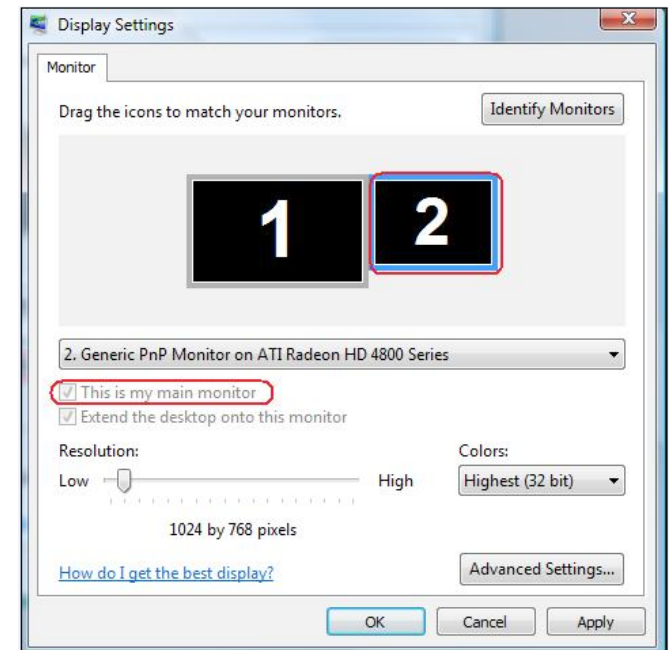 Display Settings
Monitor
Drag the icons to match your monitors.
Identify Monitors
1
2
2. Generic PnP Monitor on ATI Radeon HD 4800 Series
This is my main monitor
Extend the desktop onto this monitor
Resolution:
Colors:
Low
High
Highest (32 bit)
1024 by 768 pixels
How do I get the best display?
Advanced Settings...
OK
Cancel
Apply